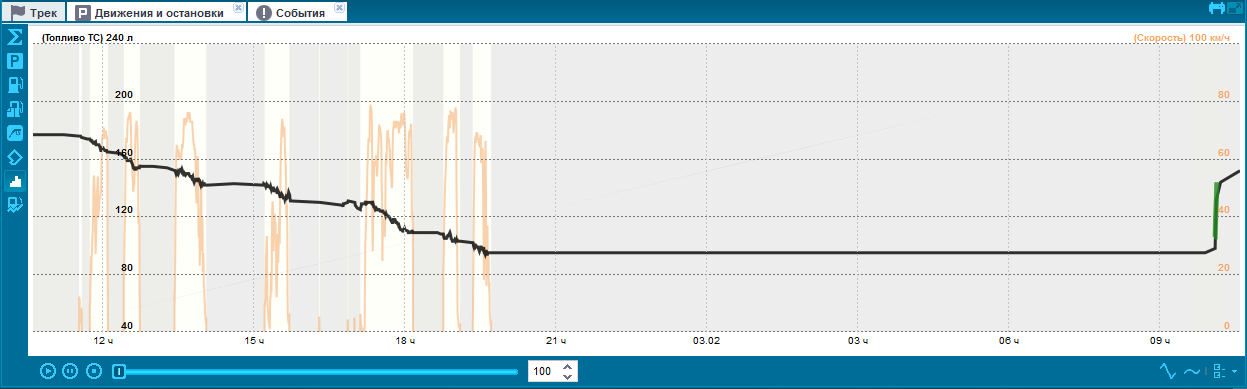 Трек
Движения и остановки
События
(Топливо ТС) 240 л
(Скорость) 100 км/ч
200
80
160
60
120
40
80
20
40
0
12 ч
15 ч
18 ч
21 ч
03.02
03 ч
06 ч
09 ч
100